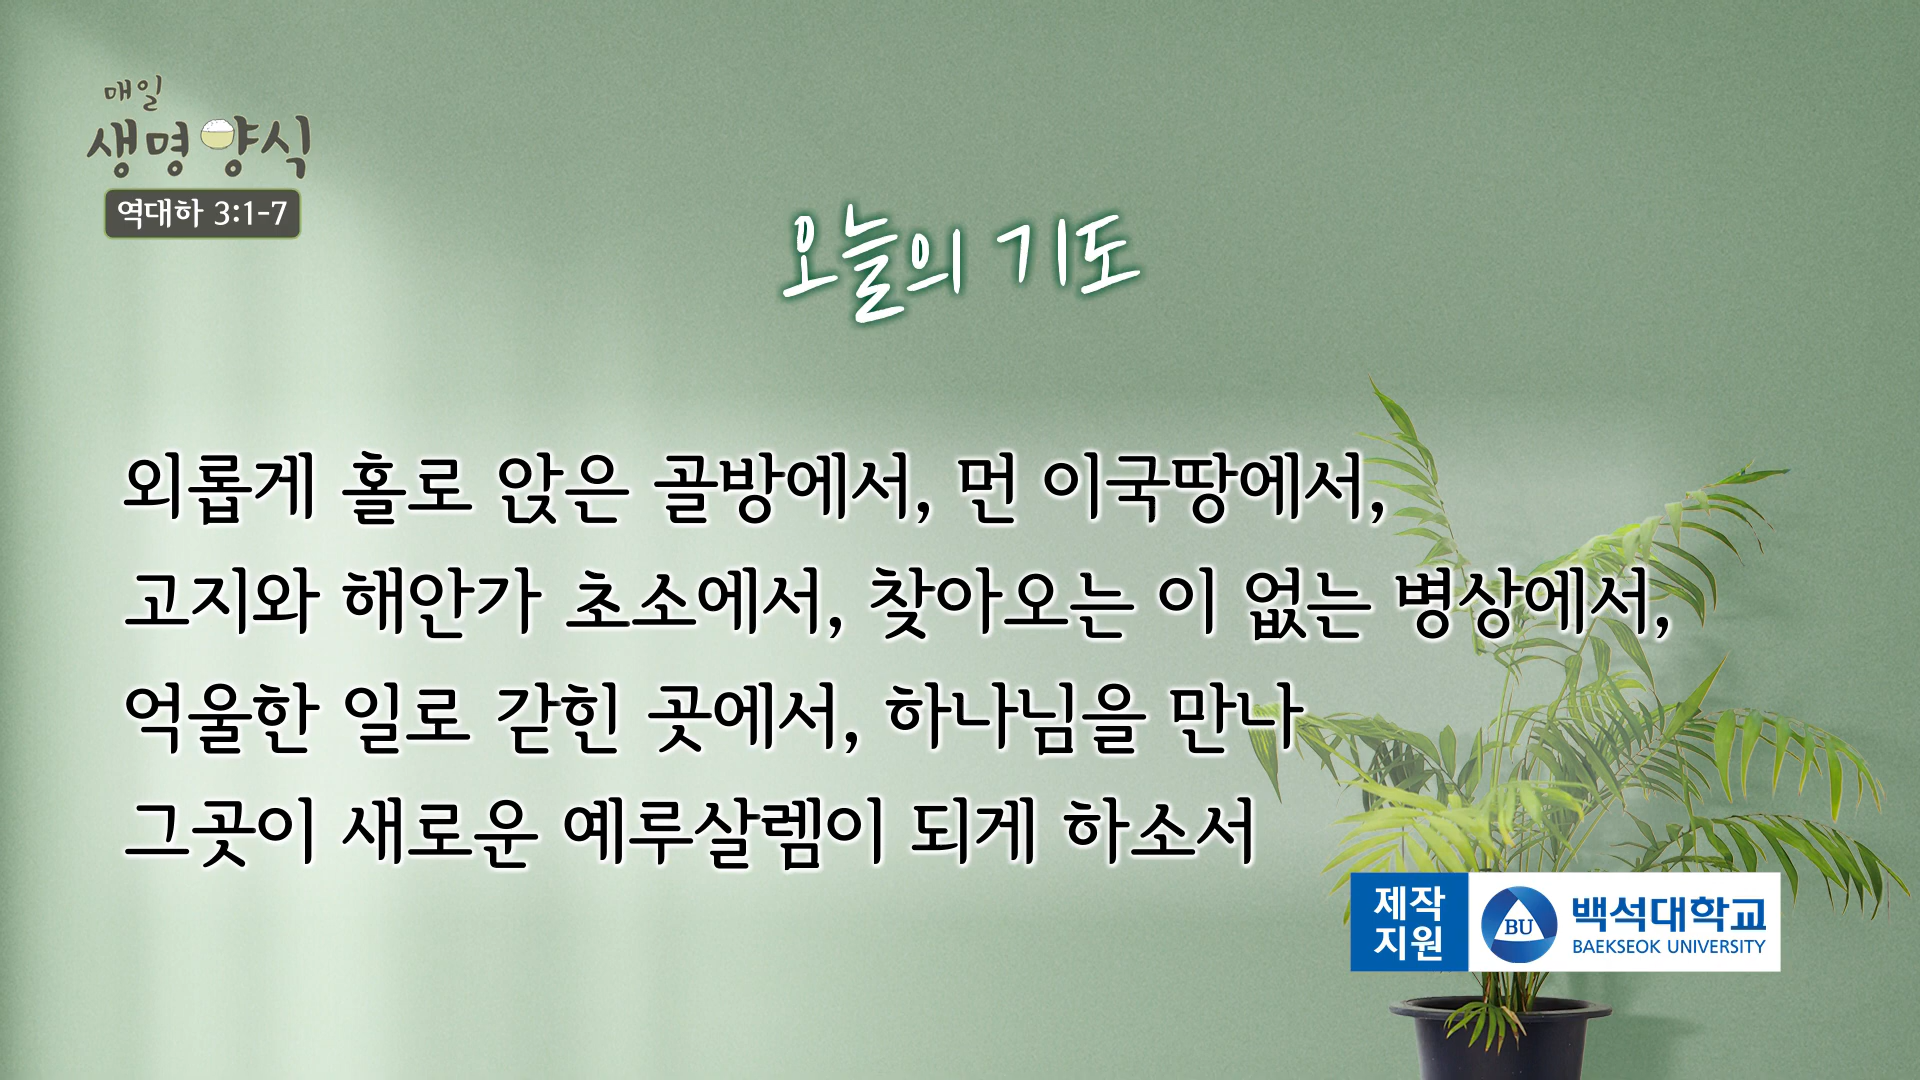 매일
생명양식
역대하 3:1-7
오늘의 기도
외롭게 홀로 앉은 골방에서, 먼 이국땅에서,
고지와 해안가 초소에서, 찾아오는 이 없는 병상에서,
억울한 일로 갇힌 곳에서, 하나님을 만나
그곳이 새로운 예루살렘이 되게 하소서
제작
지원
BU
백석대학교
BAEKSEOK UNIVERSITY